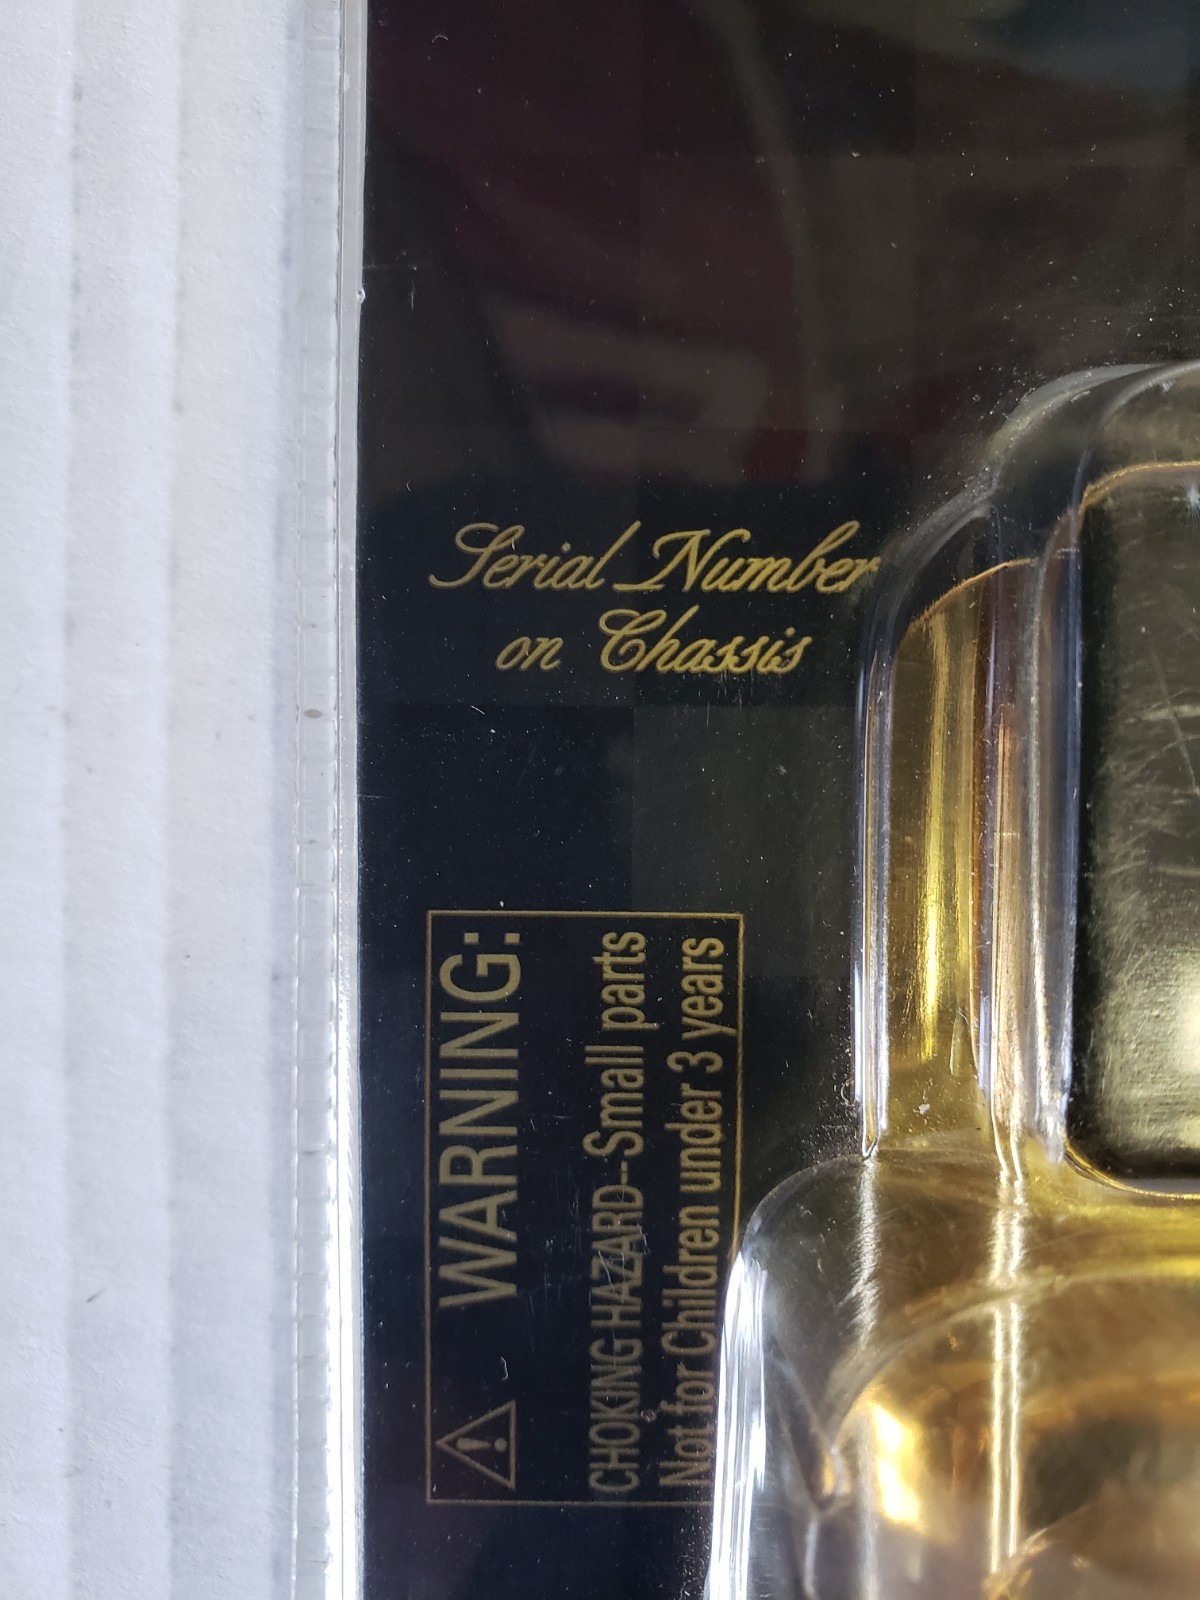 Serial Number
on Chassis
WARNING:
CHOKING HAZARD--Small parts
Not for Children under 3 years